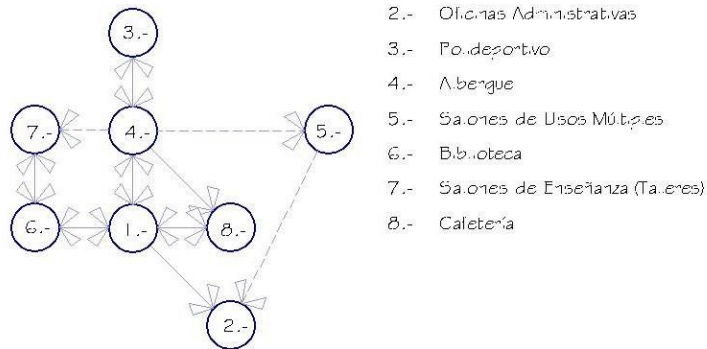 3.-
7.-
4.-
5.-
6.-
1.-
8.-
2.-
2.- Oficinas Administrativas
3.- Polideportivo
4.- Albergue
5.- Salones de Usos Múltiples
6.- Biblioteca
7.- Salones de Enseñanza (Talleres)
8.- Cafetería